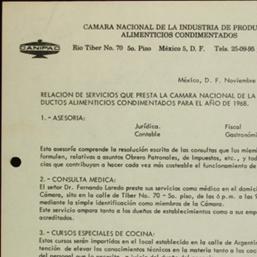 CAMARA NACIONAL DE LA INDUSTRIA DE PRODU
ALIMENTICIOS CONDIMENTADOS
CANIPAC
Rio Tiber No. 70 5o. Piso México 5, D. F. Tels. 25-09-95
México, D. F. Noviembre
RELACION DE SERVICIOS QUE PRESTA LA CAMARA NACIONAL DE LA
DUCTOS ALIMENTICIOS CONDIMENTADOS PARA EL AÑO DE 1968.
1. - ASESORIA:
Jurídica. Fiscal
Contable Gastronómi
Esta asesoría comprende la resolución escrita de las consultas que los miem
formulen, relativas a asuntos Obrero Patronales, de Impuestos, etc., y tod
cias que contribuyan a hacer cada vez más costeable el funcionamiento de
2. - CONSULTA MEDICA:
El señor Dr. Fernando Laredo presta sus servicios como médico en el domici
Cámara, sito en la calle de Tiber No. 70 - 5o. piso, de las 6 p.m. a las
mediante la simple identificación como miembros de la Cámara.
Este servicio ampara tanto a los dueños de establecimientos como a sus emp
acreditados.
3. - CURSOS ESPECIALES DE COCINA:
Estos cursos serán impartidos en el local establecido en la calle de Argentin
tención de elevar los conocimientos técnicos en la materia tanto a los coc